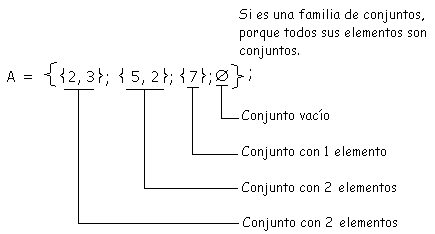 Si es una familia de conjuntos,
porque todos sus elementos son
conjuntos.
A = {{2,3}; {5,2}; {7}; ∅};
Conjunto vacío
Conjunto con 1 elemento
Conjunto con 2 elementos
Conjunto con 2 elementos